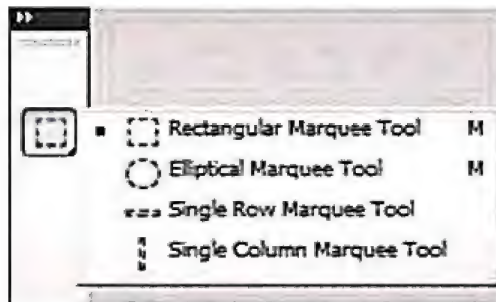 Rectangular Marquee Tool M
Elliptical Marquee Tool M
Single Row Marquee Tool
Single Column Marquee Tool